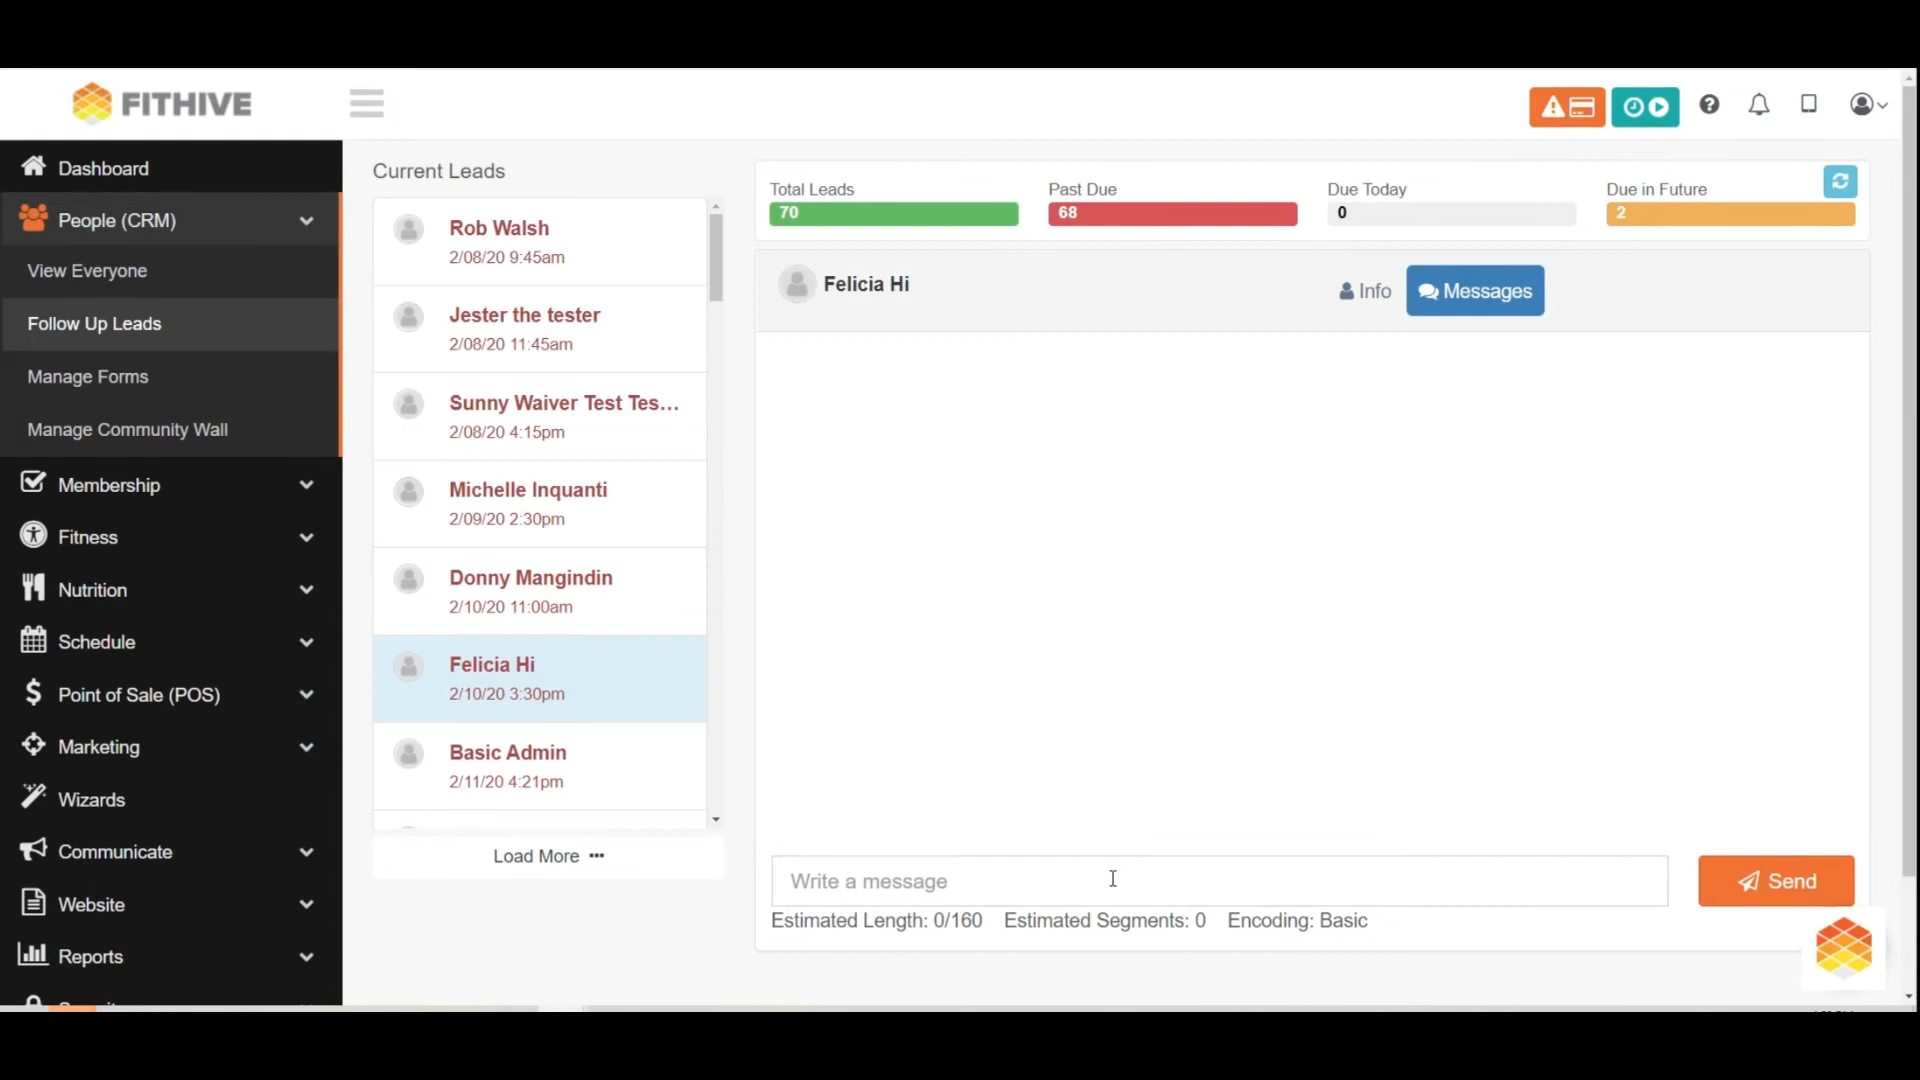 FITHIVE
Dashboard
People (CRM)
View Everyone
Follow Up Leads
Manage Forms
Manage Community Wall
Membership
Fitness
Nutrition
Schedule
Point of Sale (POS)
Marketing
Wizards
Communicate
Website
Reports
Current Leads
Rob Walsh
2/08/20 9:45am
Jester the tester
2/08/20 11:45am
Sunny Waiver Test Tes...
2/08/20 4:15pm
Michelle Inquanti
2/09/20 2:30pm
Donny Mangindin
2/10/20 11:00am
Felicia Hi
2/10/20 3:30pm
Basic Admin
2/11/20 4:21pm
Load More ···
Total Leads
70
Past Due
68
Due Today
0
Due in Future
2
Felicia Hi
Info
Messages
Write a message
Send
Estimated Length: 0/160 Estimated Segments: 0 Encoding: Basic